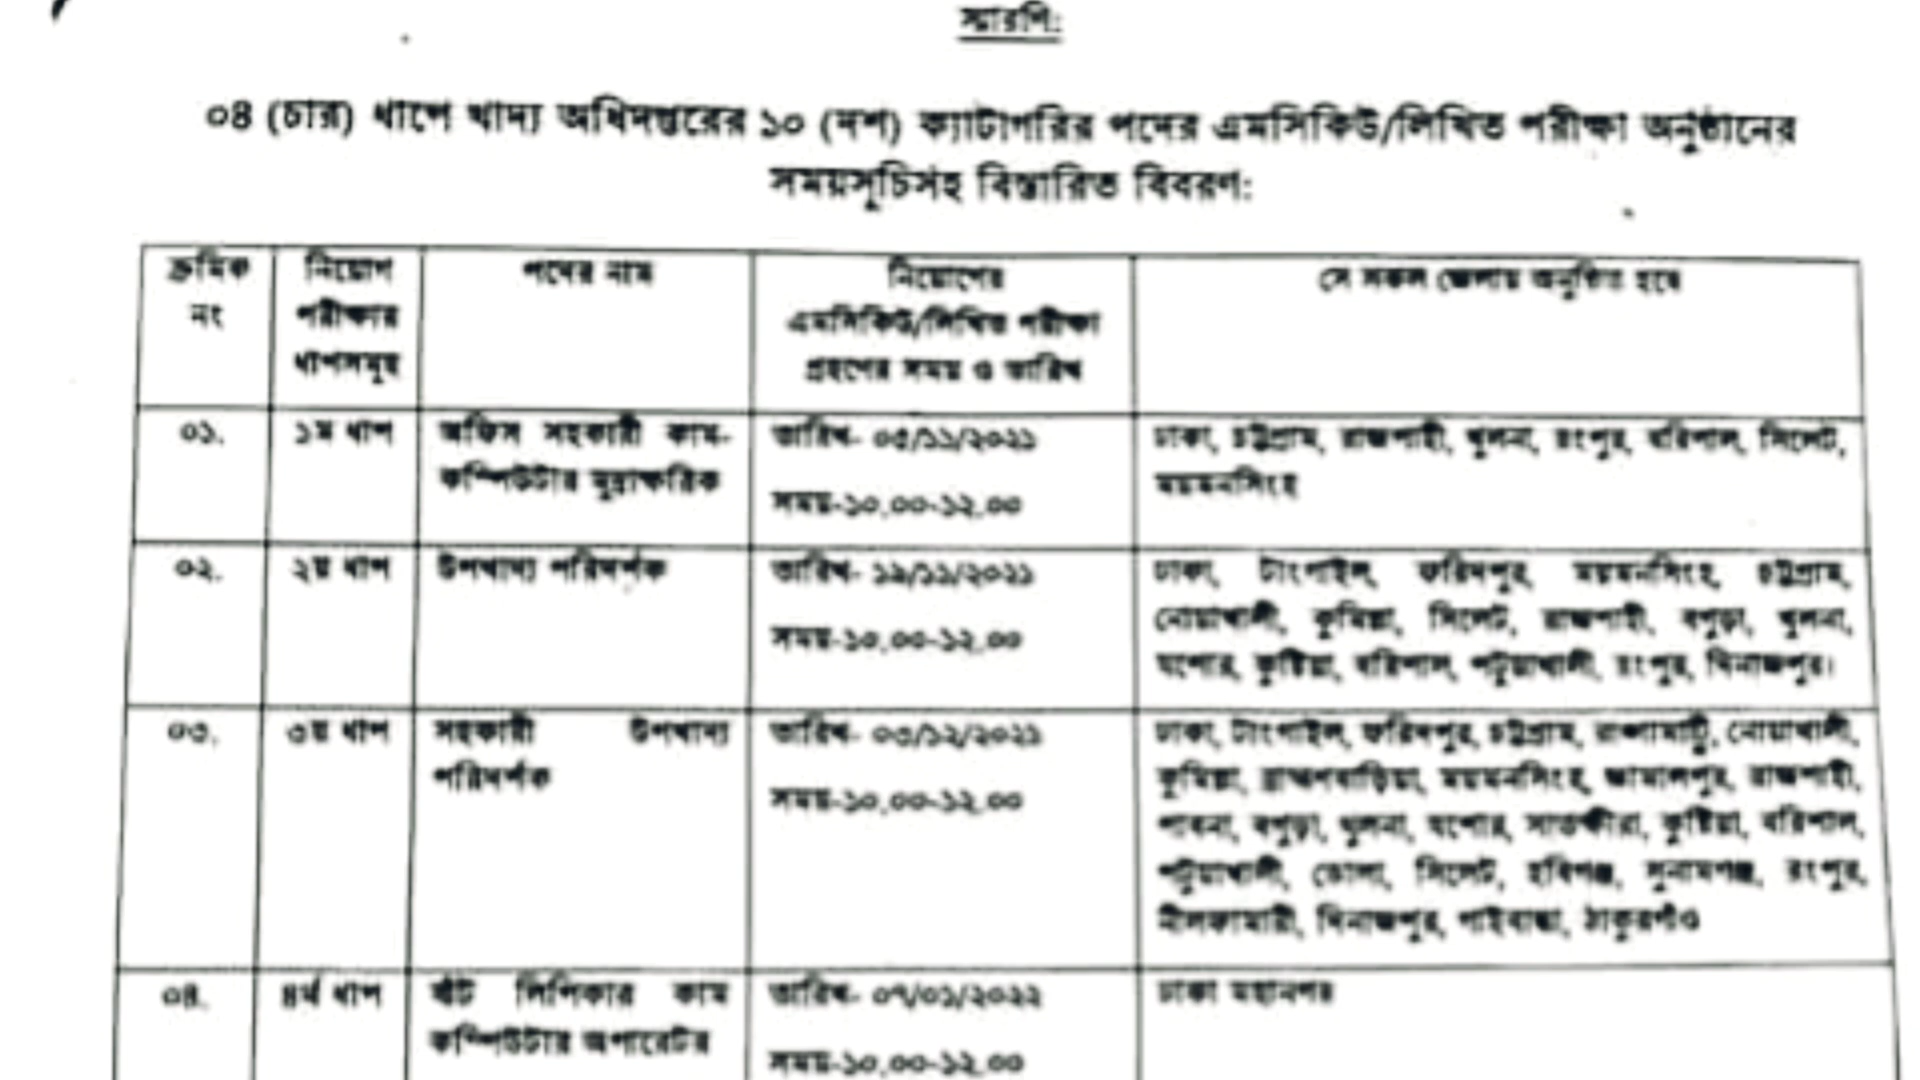 স্মারণি:
০৪ (চার) ধাপে খাদ্য অধিদপ্তরের ১০ (দশ) ক্যাটাগরির পদের এমসিকিউ/লিখিত পরীক্ষা অনুষ্ঠানের
সময়সূচিসহ বিস্তারিত বিবরণ:
ক্রমিক
নং
নিয়োগ
পরীক্ষার
ধাপসমূহ
পদের নাম
নিয়োগের
এমসিকিউ/লিখিত পরীক্ষা
গ্রহণের সময় ও তারিখ
সে সকল জেলায় অনুষ্ঠিত হবে
০১.
১ম ধাপ
অফিস সহকারী কাম-
কম্পিউটার মুদ্রাক্ষরিক
তারিখ- ০৫/১১/২০২১
সময়-১০.০০-১২.০০
ঢাকা, চট্টগ্রাম, রাজশাহী, খুলনা, রংপুর, বরিশাল, সিলেট,
ময়মনসিংহ
০২.
২য় ধাপ
উপখাদ্য পরিদর্শক
তারিখ- ১৯/১১/২০২১
সময়-১০.০০-১২.০০
ঢাকা, টাংগাইল, ফরিদপুর, ময়মনসিংহ, চট্টগ্রাম,
নোয়াখালী, কুমিল্লা, সিলেট, রাজশাহী, বগুড়া, খুলনা,
যশোর, কুষ্টিয়া, বরিশাল, পটুয়াখালী, রংপুর, দিনাজপুর।
০৩.
৩য় ধাপ
সহকারী উপখাদ্য
পরিদর্শক
তারিখ- ০৩/১২/২০২১
সময়-১০.০০-১২.০০
ঢাকা, টাংগাইল, ফরিদপুর, চট্টগ্রাম, রাঙ্গামাটি, নোয়াখালী,
কুমিল্লা, ব্রাহ্মণবাড়িয়া, ময়মনসিংহ, জামালপুর, রাজশাহী,
পাবনা, বগুড়া, খুলনা, যশোর, সাতক্ষীরা, কুষ্টিয়া, বরিশাল,
পটুয়াখালী, ভোলা, সিলেট, হবিগঞ্জ, সুনামগঞ্জ, রংপুর,
নীলফামারী, দিনাজপুর, গাইবান্ধা, ঠাকুরগাঁও
০৪.
৪র্থ ধাপ
ষাঁট লিপিকার কাম
কম্পিউটার অপারেটর
তারিখ- ০৭/০১/২০২২
সময়-১০.০০-১২.০০
ঢাকা মহানগর